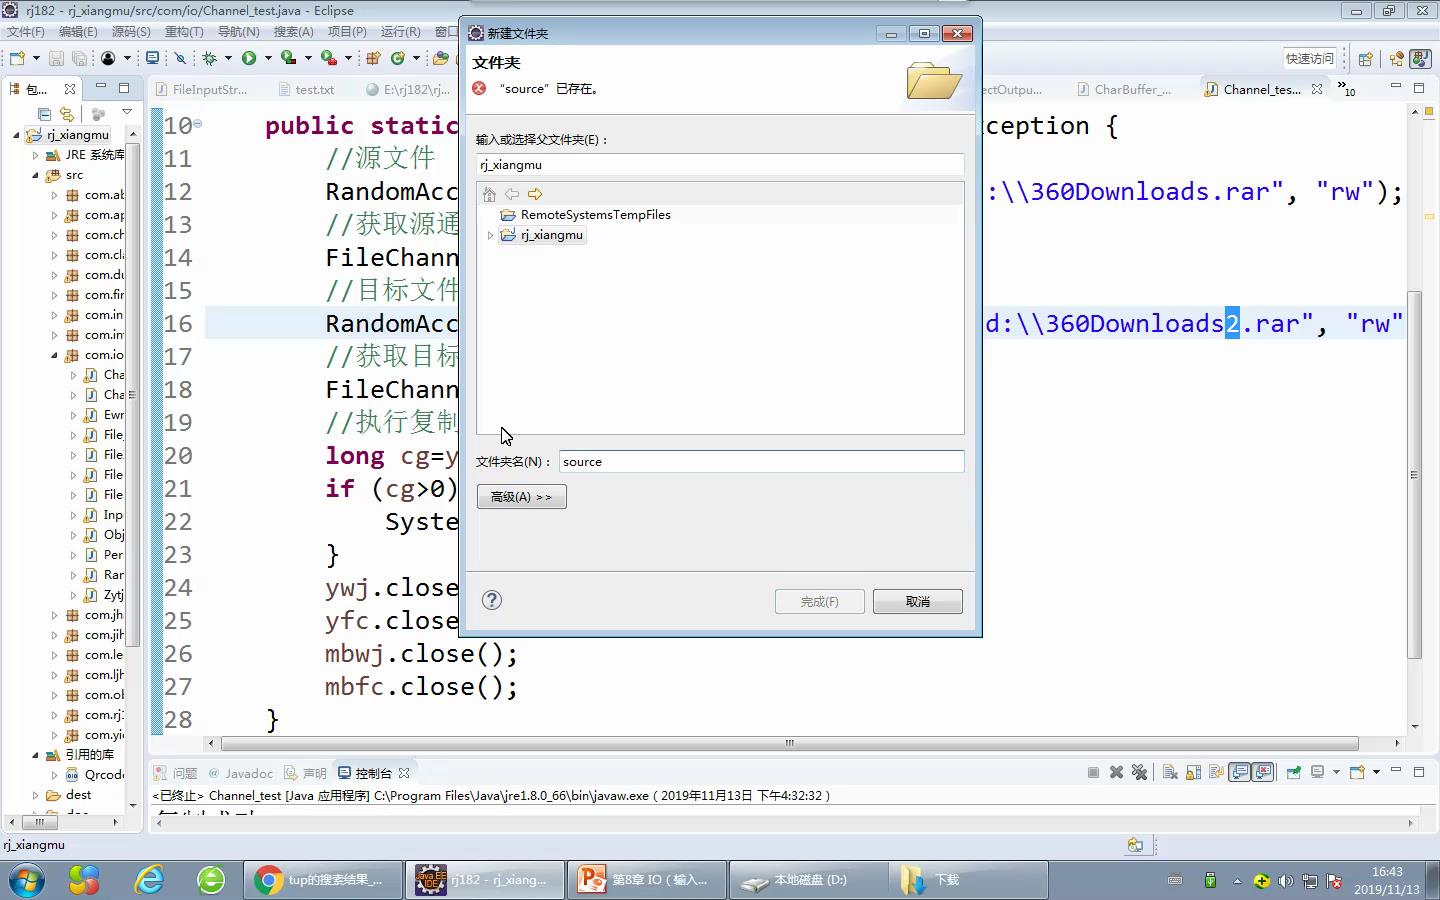 rj182 - rj_xiangmu/src/com/io/Channel_test.java - Eclipse
文件(F) 编辑(E) 源码(S) 重构(T) 导航(N) 搜索(A) 项目(P) 运行(R) 窗口
快速访问
包...
FileInputStr...
test.txt
E:\rj182\rj...
ectOutpu...
CharBuffer_...
Channel_tes...
10
rj_xiangmu
JRE 系统库
src
com.ab
com.ap
com.ch
com.cla
com.du
com.fir
com.in
com.int
com.io
Cha
Cha
Ewr
File_
File.
File
File
Inp
Obj
Per
Rar
Zytj
com.jh
com.jih
com.le
com.ljh
com.ob
com.rj1
com.yi
引用的库
Qrcod
dest
10 public static ception {
11 //源文件
12 RandomAcc :\\360Downloads.rar", "rw");
13 //获取源通
14 FileChann
15 //目标文件
16 RandomAcc d:\\360Downloads2.rar", "rw"
17 //获取目标
18 FileChann
19 //执行复制
20 long cg=y
21 if (cg>0)
22 Syste
23 }
24 ywj.close
25 yfc.close
26 mbwj.close();
27 mbfc.close();
28 }
新建文件夹
文件夹
"source" 已存在。
输入或选择父文件夹(E)：
rj_xiangmu
RemoteSystemsTempFiles
rj_xiangmu
文件夹名(N)： source
高级(A) >>
完成(F) 取消
问题 @ Javadoc 声明 控制台
<已终止> Channel_test [Java 应用程序] C:\Program Files\Java\jre1.8.0_66\bin\javaw.exe ( 2019年11月13日 下午4:32:32 )
rj_xiangmu
tup的搜索结果_...
rj182 - rj_xiang...
第8章 IO（输入...
本地磁盘 (D:)
下载
16:43
2019/11/13